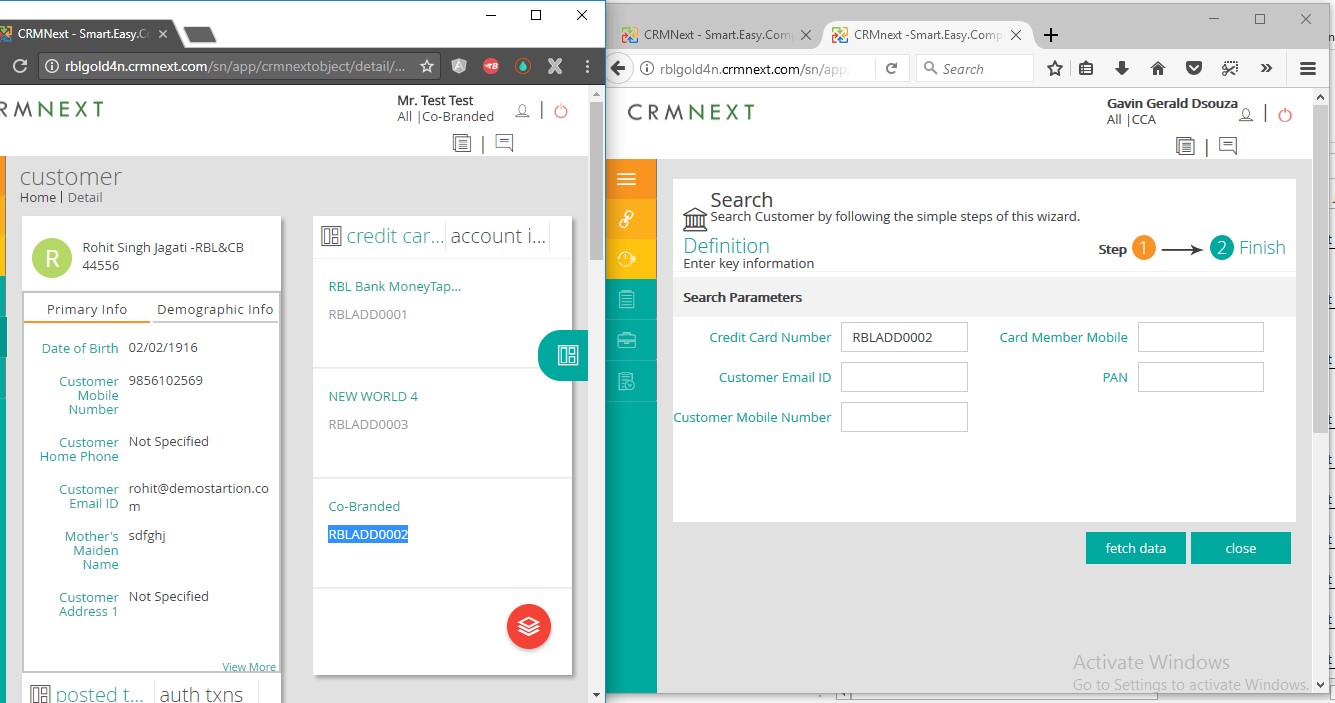 CRMNext - Smart.Easy.C
rblgold4n.crmnext.com/sn/app/crmnextobject/detail/...
RMNEXT
Mr. Test Test
All |Co-Branded
customer
Home | Detail
R
Rohit Singh Jagati -RBL&CB
44556
Primary Info
Demographic Info
Date of Birth 02/02/1916
Customer Mobile Number 9856102569
Customer Home Phone Not Specified
Customer Email ID rohit@demostartion.com
Mother's Maiden Name sdfghj
Customer Address 1 Not Specified
View More
posted t...
auth txns
credit car...
account i...
RBL Bank MoneyTap...
RBLADD0001
NEW WORLD 4
RBLADD0003
Co-Branded
RBLADD0002
CRMNext - Smart.Easy.Comp
CRMNext -Smart.Easy.Comp
rblgold4n.crmnext.com/sn/app
Search
CRMNEXT
Gavin Gerald Dsouza
All |CCA
Search
Search Customer by following the simple steps of this wizard.
Definition
Enter key information
Step 1 2 Finish
Search Parameters
Credit Card Number RBLADD0002
Card Member Mobile
Customer Email ID
PAN
Customer Mobile Number
fetch data
close
Activate Windows
Go to Settings to activate Windows.